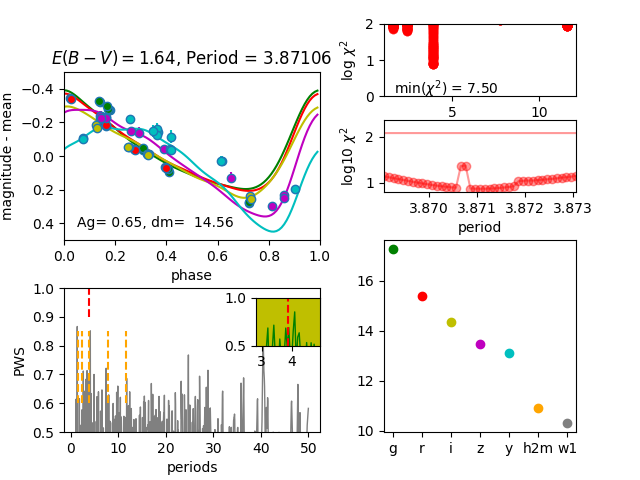 E(B − V) = 1.64, Period = 3.87106
magnitude - mean
−0.4
−0.2
0.0
0.2
0.4
Ag= 0.65, dm=  14.56
0.0 0.2 0.4 0.6 0.8 1.0
phase
log χ²
2
1
0
min(χ²) = 7.50
5 10
log10 χ²
2
1
3.870 3.871 3.872 3.873
period
PWS
1.0
0.9
0.8
0.7
0.6
0.5
1.0
0.5
3 4
0 10 20 30 40 50
periods
16
14
12
10
g r i z y h2m w1